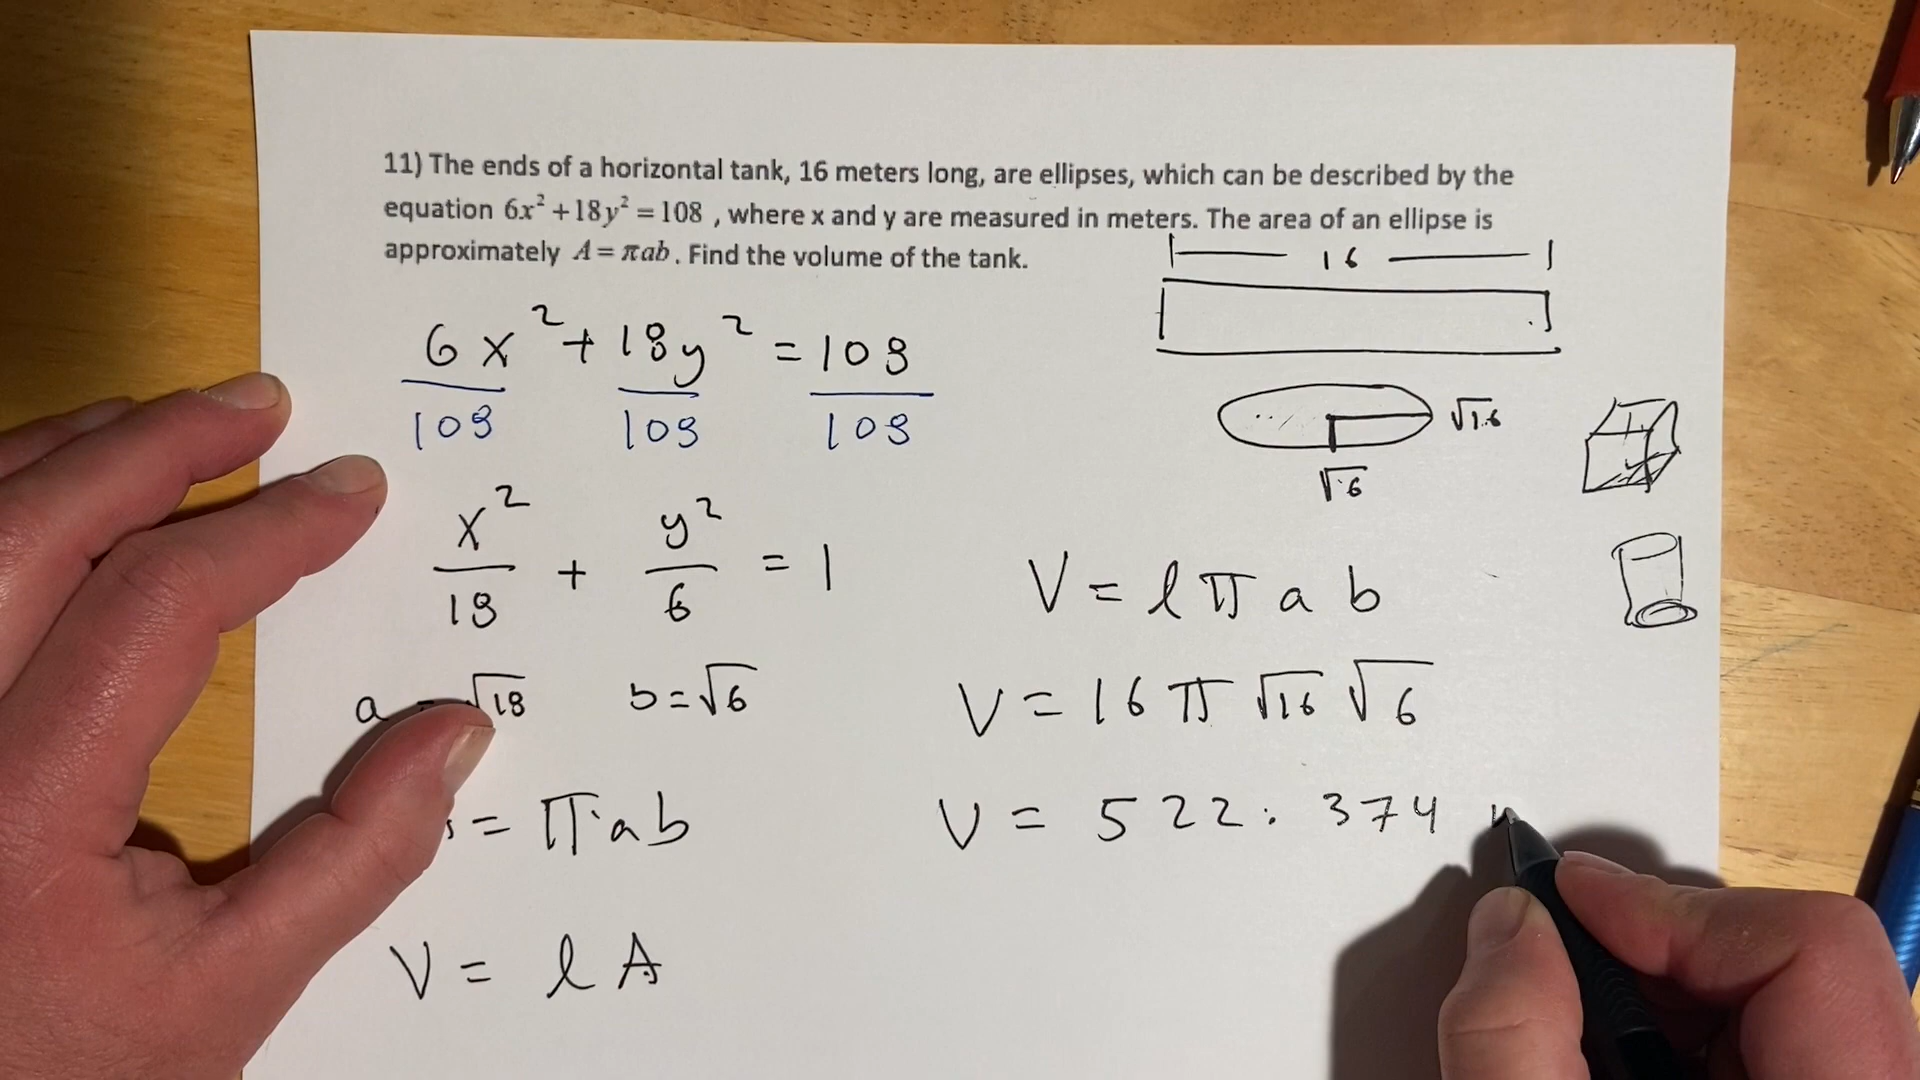 11) The ends of a horizontal tank, 16 meters long, are ellipses, which can be described by the
equation 6x² + 18y² = 108 , where x and y are measured in meters. The area of an ellipse is
approximately A = πab . Find the volume of the tank.
16
6x² + 18y² = 108
108 108 108
√16
√6
x² + y² = 1
18 6
V = l π a b
a = √18 b = √6
V = 16 π √16 √6
= π · a b
V = 522.374
V = l A